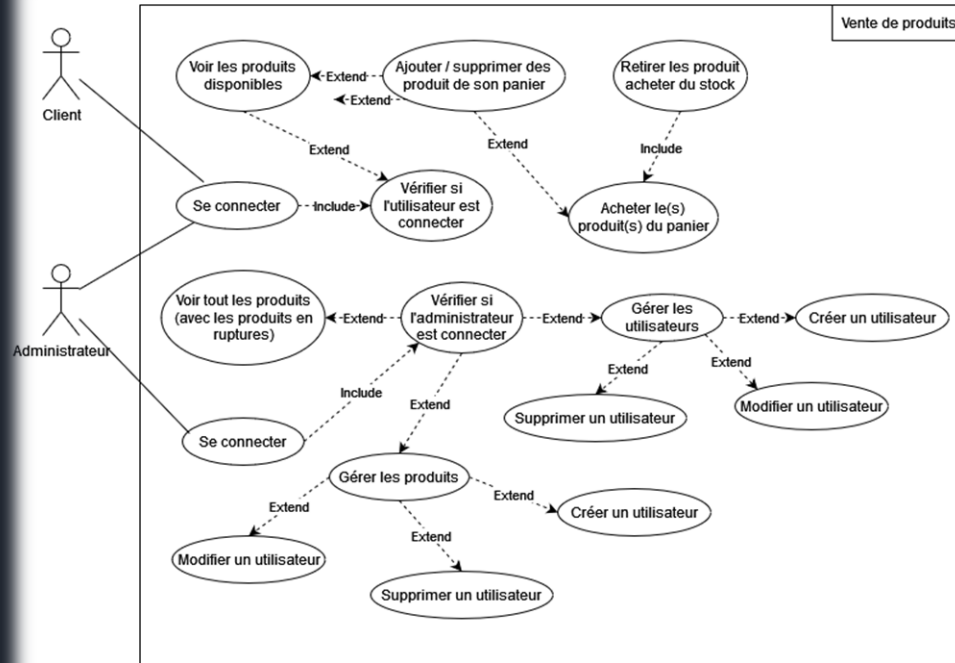 Vente de produits
Client
Voir les produits
disponibles
Extend
Extend
Ajouter / supprimer des
produit de son panier
Retirer les produit
acheter du stock
Extend
Extend
Include
Se connecter
Include
Vérifier si
l'utilisateur est
connecter
Acheter le(s)
produit(s) du panier
Administrateur
Voir tout les produits
(avec les produits en
ruptures)
Extend
Vérifier si
l'administrateur
est connecter
Extend
Gérer les
utilisateurs
Extend
Créer un utilisateur
Include
Extend
Extend
Extend
Supprimer un utilisateur
Modifier un utilisateur
Se connecter
Gérer les produits
Extend
Extend
Extend
Créer un utilisateur
Modifier un utilisateur
Supprimer un utilisateur